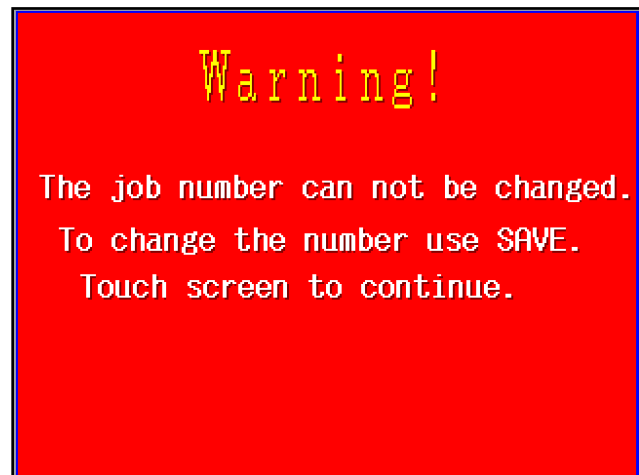 Warning!
The job number can not be changed.
To change the number use SAVE.
Touch screen to continue.